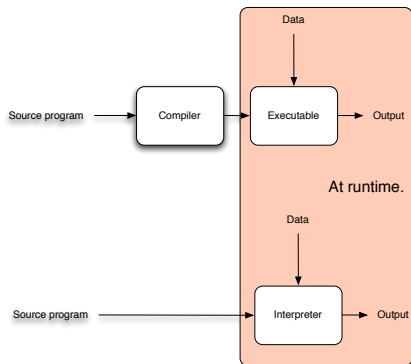 Data
Source program
Compiler
Executable
Output
At runtime.
Data
Source program
Interpreter
Output